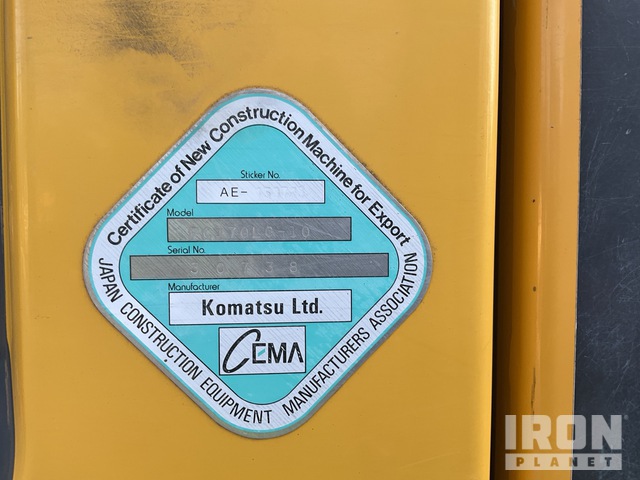 Certificate of New Construction Machine for Export
Sticker No.
AE-
Model
Serial No.
Manufacturer
Komatsu Ltd.
CEMA
JAPAN CONSTRUCTION EQUIPMENT MANUFACTURERS ASSOCIATION
IRON
PLANET